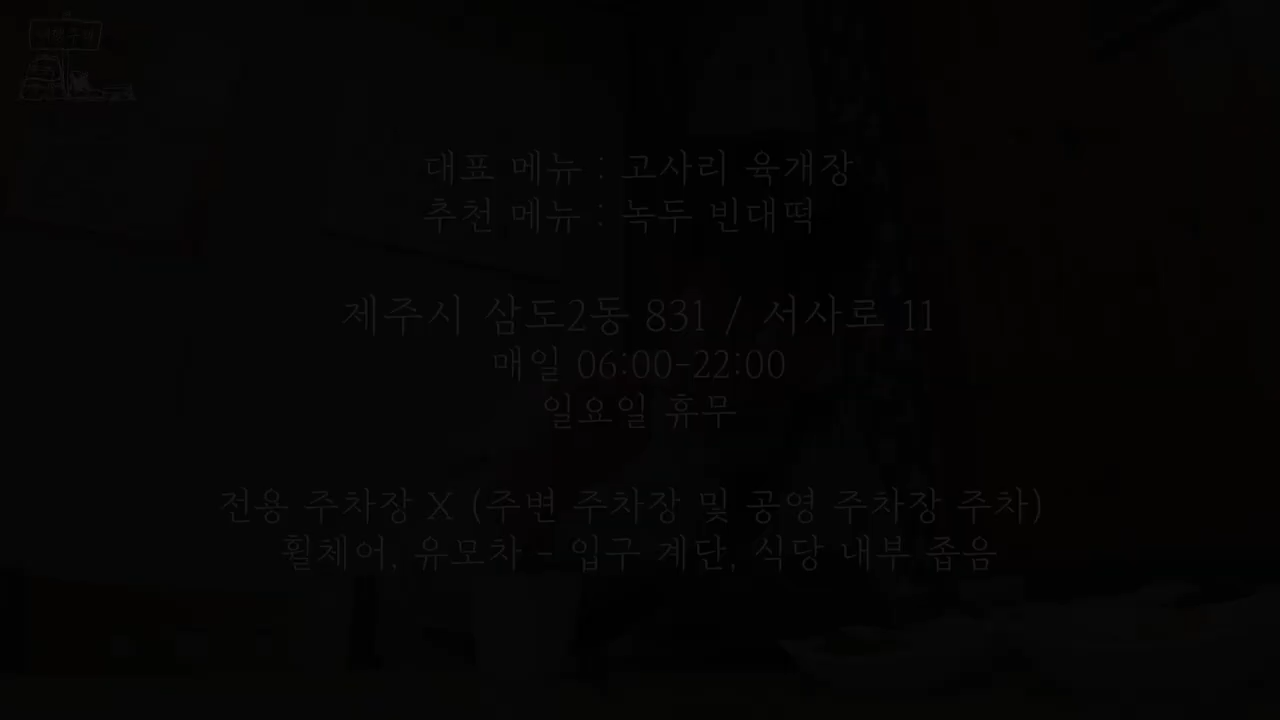 대표 메뉴 : 고사리 육개장
추천 메뉴 : 녹두 빈대떡
제주시 삼도2동 831 / 서사로 11
매일 06:00-22:00
일요일 휴무
전용 주차장 X (주변 주차장 및 공영 주차장 주차)
휠체어, 유모차 - 입구 계단, 식당 내부 좁음